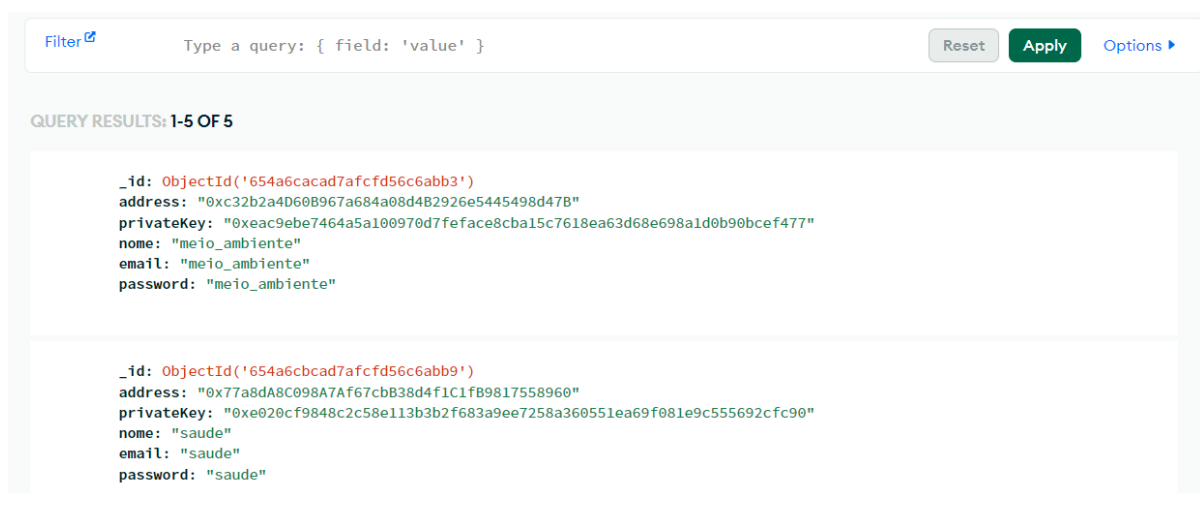 Filter
Type a query: { field: 'value' }
Reset
Apply
Options
QUERY RESULTS: 1-5 OF 5
_id: ObjectId('654a6cacad7afcfd56c6abb3')
address: "0xc32b2a4D60B967a684a08d4B2926e5445498d47B"
privateKey: "0xeac9ebe7464a5a100970d7feface8cba15c7618ea63d68e698a1d0b90bcef477"
nome: "meio_ambiente"
email: "meio_ambiente"
password: "meio_ambiente"
_id: ObjectId('654a6cbcad7afcfd56c6abb9')
address: "0x77a8dA8C098A7Af67cbB38d4f1C1fB9817558960"
privateKey: "0xe020cf9848c2c58e113b3b2f683a9ee7258a360551ea69f081e9c555692cfc90"
nome: "saude"
email: "saude"
password: "saude"